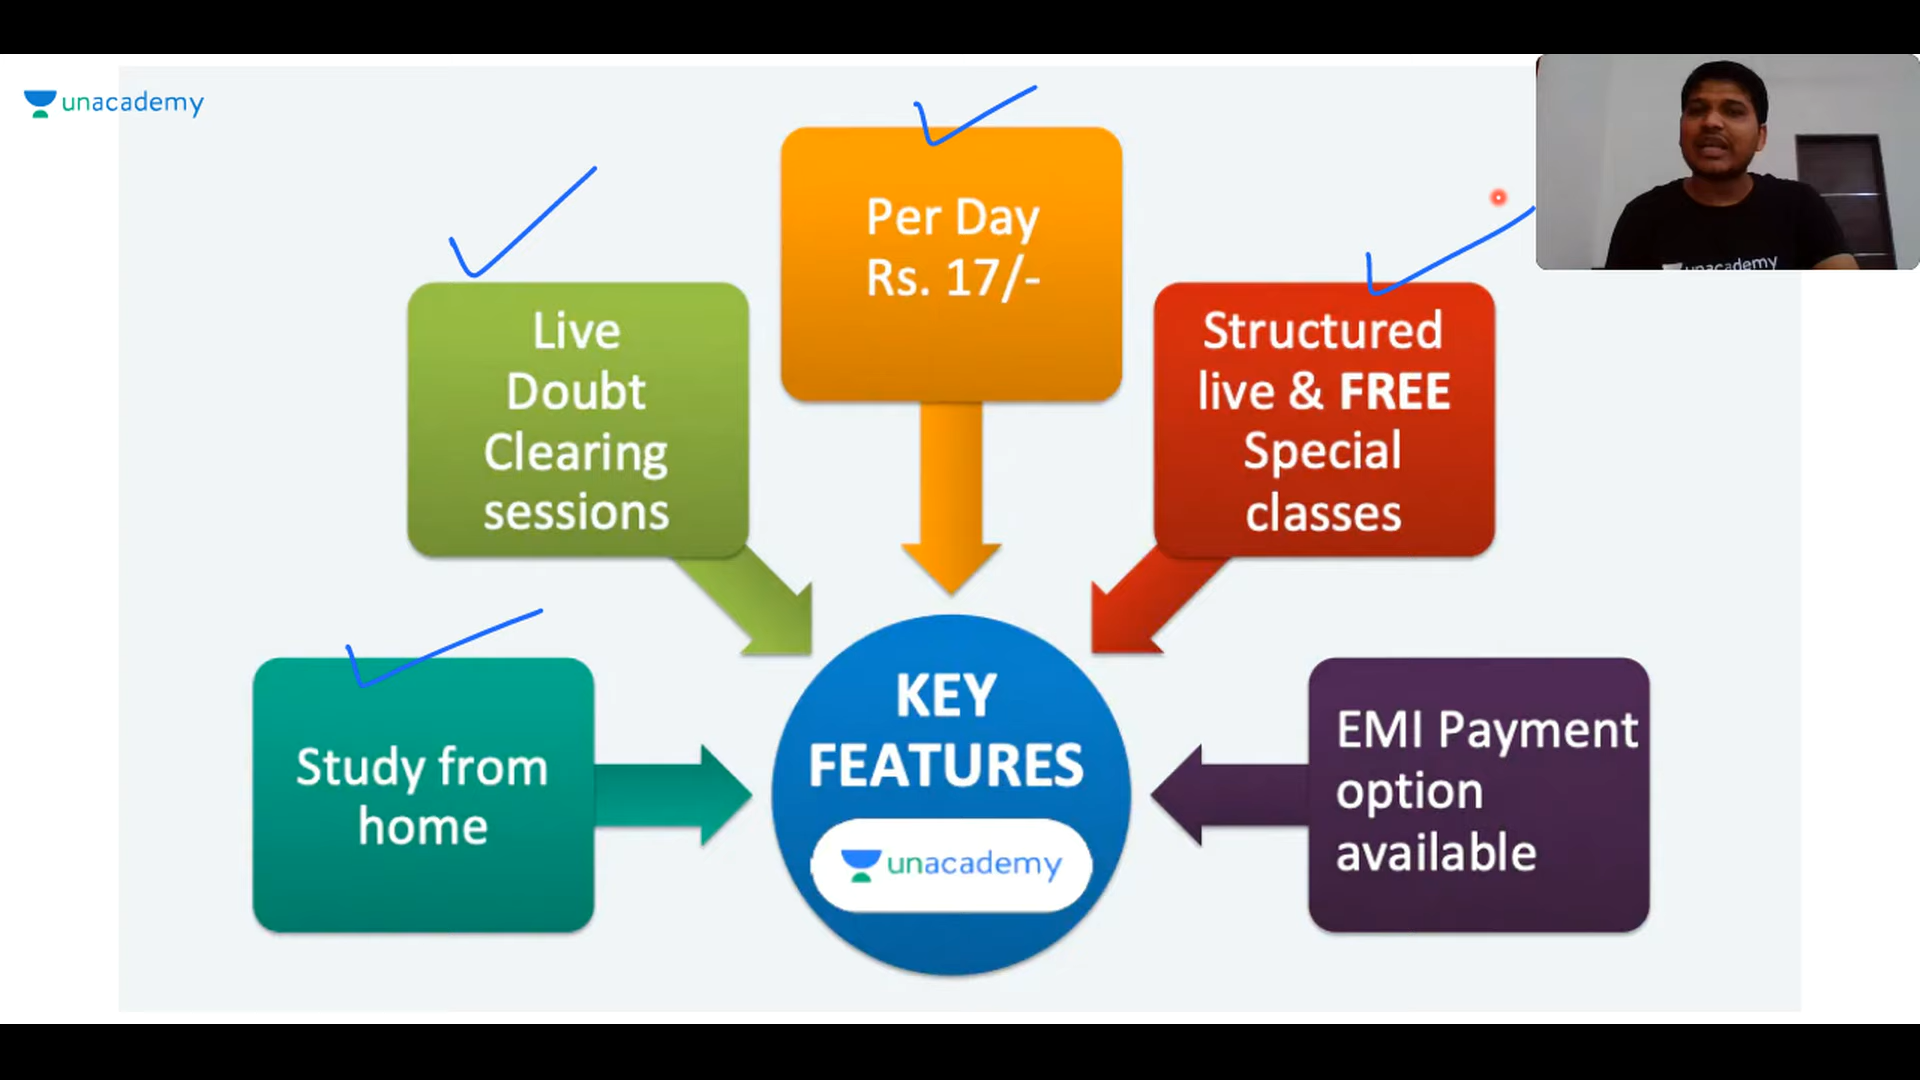 unacademy
Per Day
Rs. 17/-
Live
Doubt
Clearing
sessions
Structured
live & FREE
Special
classes
unacademy
Study from
home
KEY
FEATURES
unacademy
EMI Payment
option
available